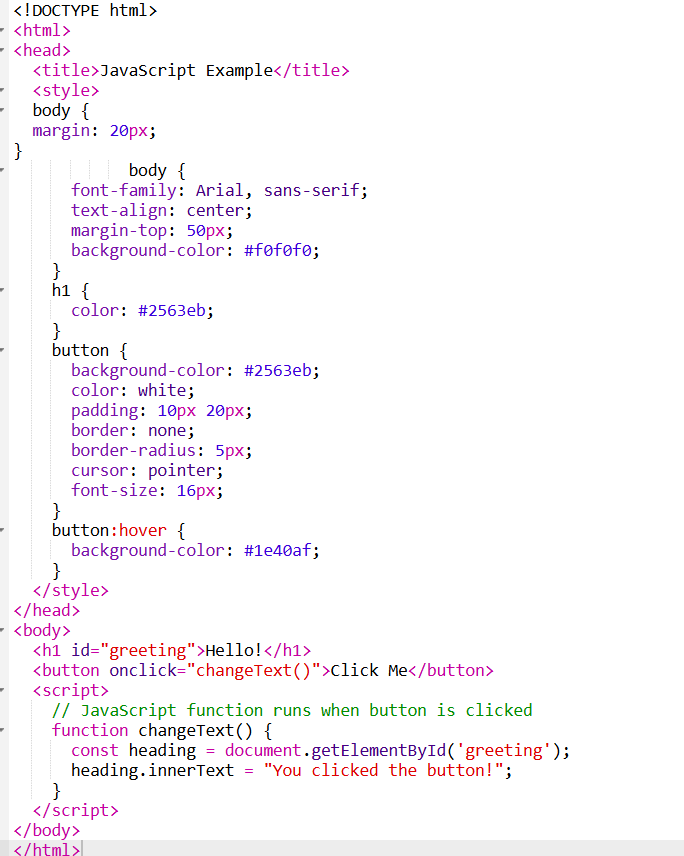 <!DOCTYPE html>
<html>
<head>
  <title>JavaScript Example</title>
  <style>
  body {
  margin: 20px;
}
            body {
      font-family: Arial, sans-serif;
      text-align: center;
      margin-top: 50px;
      background-color: #f0f0f0;
    }
    h1 {
      color: #2563eb;
    }
    button {
      background-color: #2563eb;
      color: white;
      padding: 10px 20px;
      border: none;
      border-radius: 5px;
      cursor: pointer;
      font-size: 16px;
    }
    button:hover {
      background-color: #1e40af;
    }
  </style>
</head>
<body>
  <h1 id="greeting">Hello!</h1>
  <button onclick="changeText()">Click Me</button>
  <script>
    // JavaScript function runs when button is clicked
    function changeText() {
      const heading = document.getElementById('greeting');
      heading.innerText = "You clicked the button!";
    }
  </script>
</body>
</html>